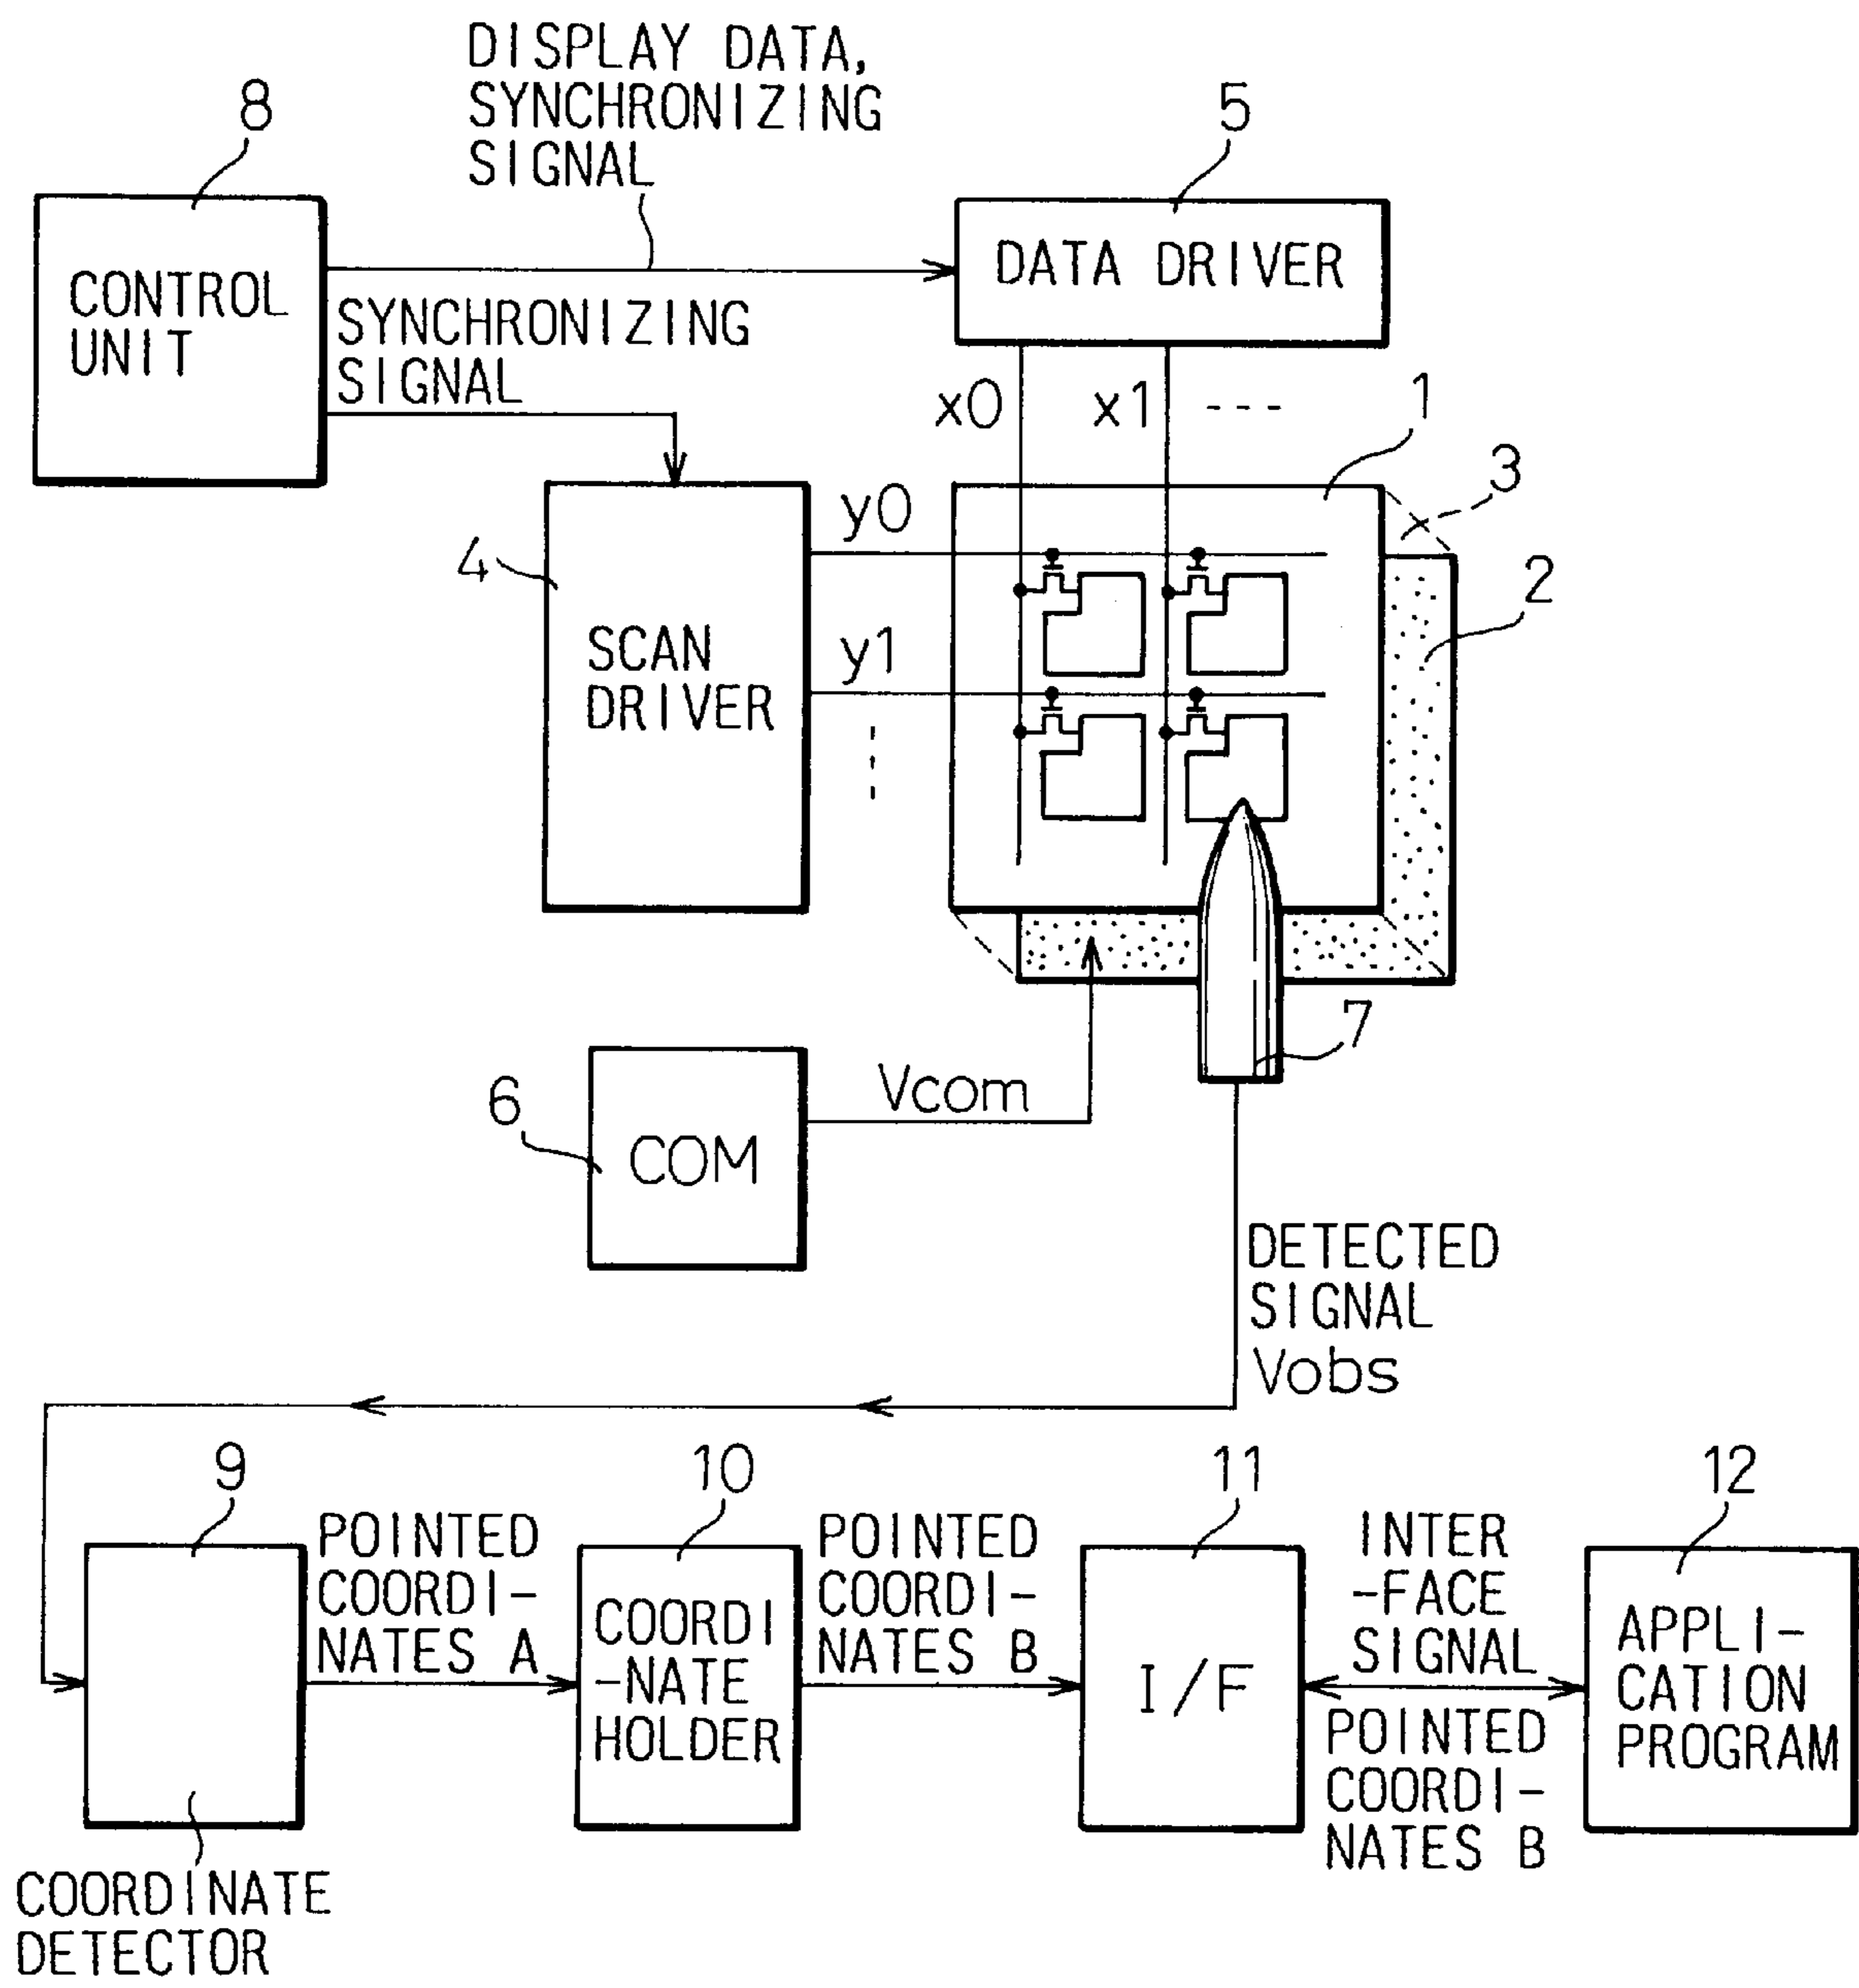 DISPLAY DATA,
SYNCHRONIZING
SIGNAL
8
5
CONTROL
UNIT
DATA DRIVER
SYNCHRONIZING
SIGNAL
x0
x1
---
1
3
2
4
y0
SCAN
DRIVER
y1
7
6
COM
Vcom
DETECTED
SIGNAL
Vobs
9
10
11
12
POINTED
COORDI-
NATES A
COORDI
-NATE
HOLDER
POINTED
COORDI-
NATES B
I/F
INTER
-FACE
SIGNAL
POINTED
COORDI-
NATES B
APPLI-
CATION
PROGRAM
COORDINATE
DETECTOR